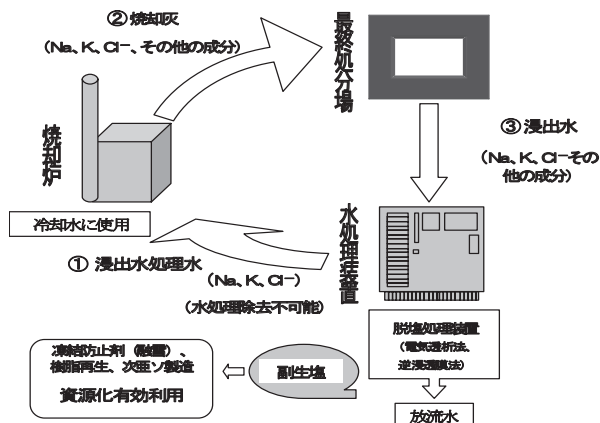 ② 焼却灰
（Na、K、Cl−、その他の成分）
最終処分場
焼却炉
③ 浸出水
（Na、K、Cl−その
他の成分）
冷却水に使用
水処理装置
① 浸出水処理水
（Na、K、Cl−）
（水処理除去不可能）
脱塩処理装置
（電気透析法、
逆浸透膜法）
凍結防止剤（融雪）、
樹脂再生、次亜ソ製造
資源化有効利用
副生塩
放流水